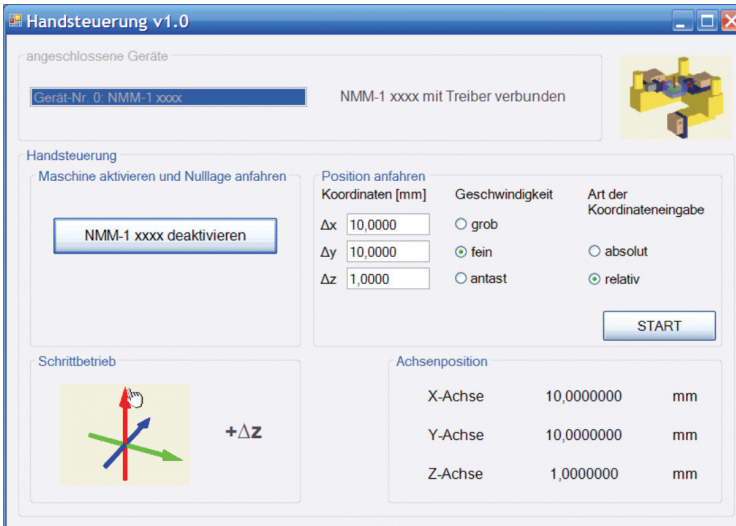 Handsteuerung v1.0
angeschlossene Geräte
Gerät-Nr. 0: NMM-1 xxxx
NMM-1 xxxx mit Treiber verbunden
Handsteuerung
Maschine aktivieren und Nulllage anfahren
NMM-1 xxxx deaktivieren
Position anfahren
Koordinaten [mm]
Geschwindigkeit
Art der
Koordinateneingabe
Δx 10,0000
grob
Δy 10,0000
fein
absolut
Δz 1,0000
antast
relativ
START
Schrittbetrieb
+Δz
Achsenposition
X-Achse 10,0000000 mm
Y-Achse 10,0000000 mm
Z-Achse 1,0000000 mm